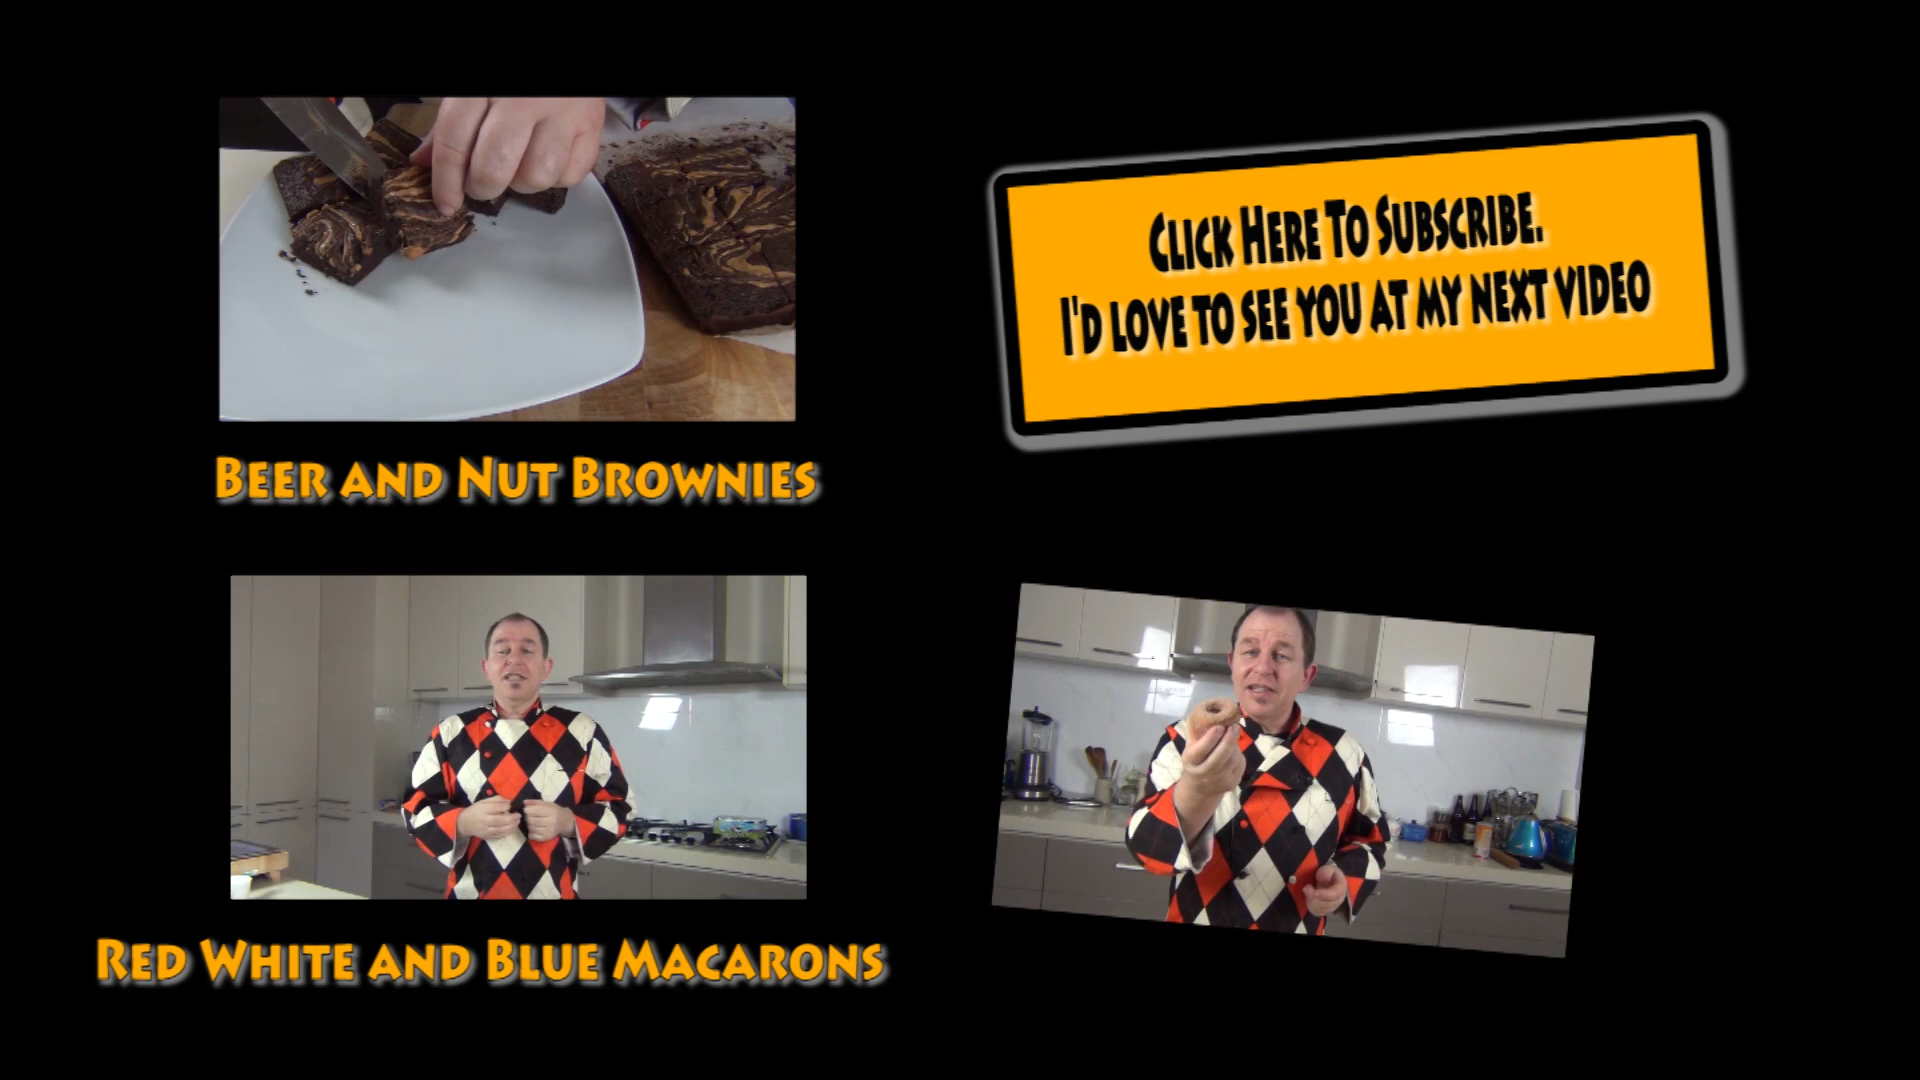 Click Here To Subscribe.
I'd love to see you at my next video
Beer and Nut Brownies
Red White and Blue Macarons